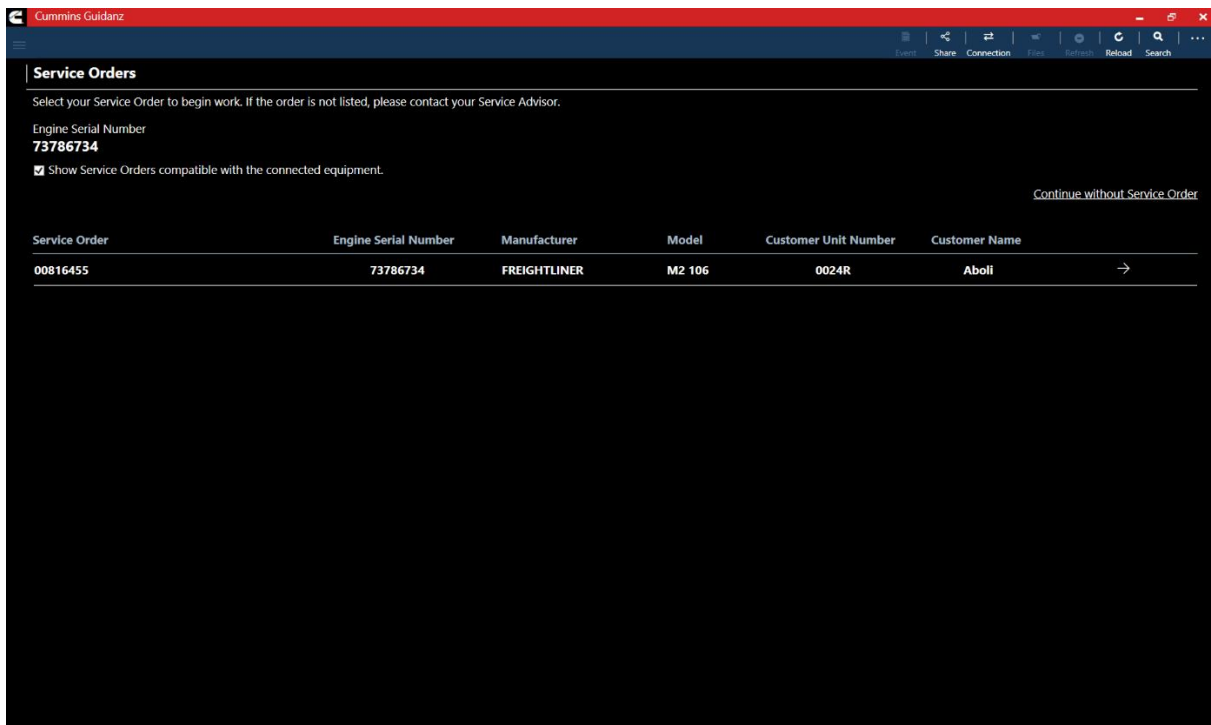 Cummins Guidanz
Event Share Connection Files Refresh Reload Search
Service Orders
Select your Service Order to begin work. If the order is not listed, please contact your Service Advisor.
Engine Serial Number
73786734
Show Service Orders compatible with the connected equipment.
Continue without Service Order
Service Order Engine Serial Number Manufacturer Model Customer Unit Number Customer Name
00816455 73786734 FREIGHTLINER M2 106 0024R Aboli